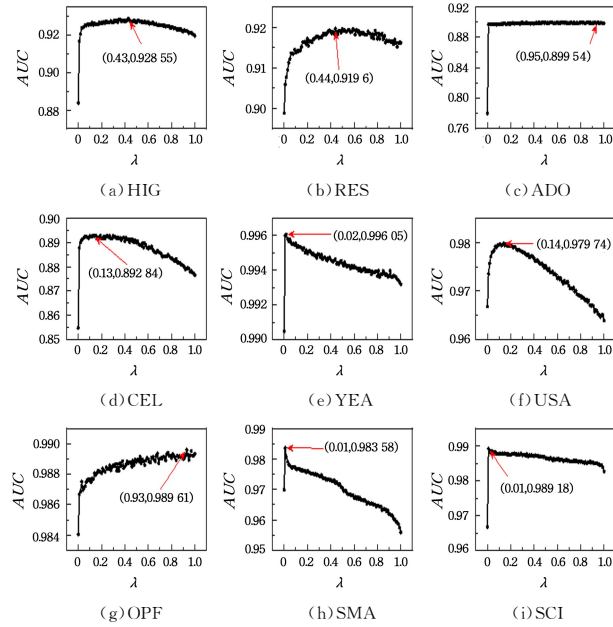 AUC
0.92
0.90
0.88
0 0.2 0.4 0.6 0.8 1.0
λ
(0.43,0.928 55)
(a)HIG
AUC
0.92
0.91
0.90
0 0.2 0.4 0.6 0.8 1.0
λ
(0.44,0.919 6)
(b)RES
AUC
0.92
0.88
0.84
0.80
0.76
0 0.2 0.4 0.6 0.8 1.0
λ
(0.95,0.899 54)
(c)ADO
AUC
0.90
0.89
0.88
0.87
0.86
0.85
0 0.2 0.4 0.6 0.8 1.0
λ
(0.13,0.892 84)
(d)CEL
AUC
0.996
0.994
0.992
0.990
0 0.2 0.4 0.6 0.8 1.0
λ
(0.02,0.996 05)
(e)YEA
AUC
0.98
0.97
0.96
0 0.2 0.4 0.6 0.8 1.0
λ
(0.14,0.979 74)
(f)USA
AUC
0.990
0.988
0.986
0.984
0 0.2 0.4 0.6 0.8 1.0
λ
(0.93,0.989 61)
(g)OPF
AUC
0.99
0.98
0.97
0.96
0.95
0 0.2 0.4 0.6 0.8 1.0
λ
(0.01,0.983 58)
(h)SMA
AUC
0.99
0.98
0.97
0.96
0 0.2 0.4 0.6 0.8 1.0
λ
(0.01,0.989 18)
(i)SCI